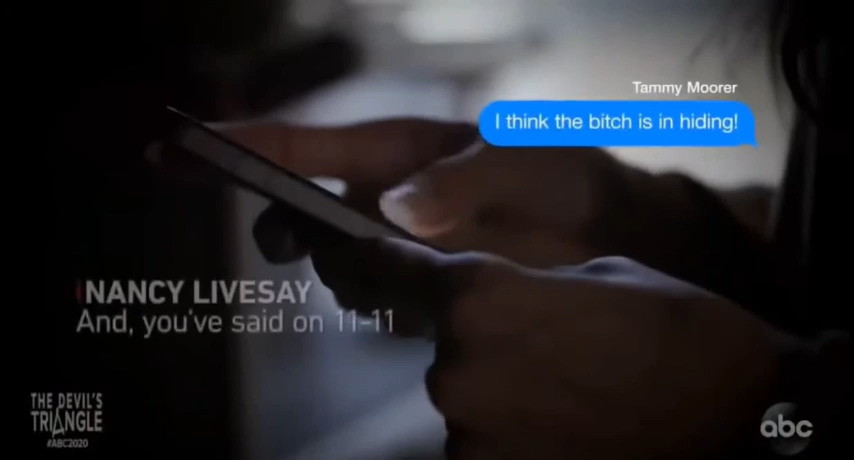 Tammy Moorer
I think the bitch is in hiding!
NANCY LIVESAY
And, you've said on 11-11
THE DEVIL'S
TRIANGLE
#ABC2020
abc